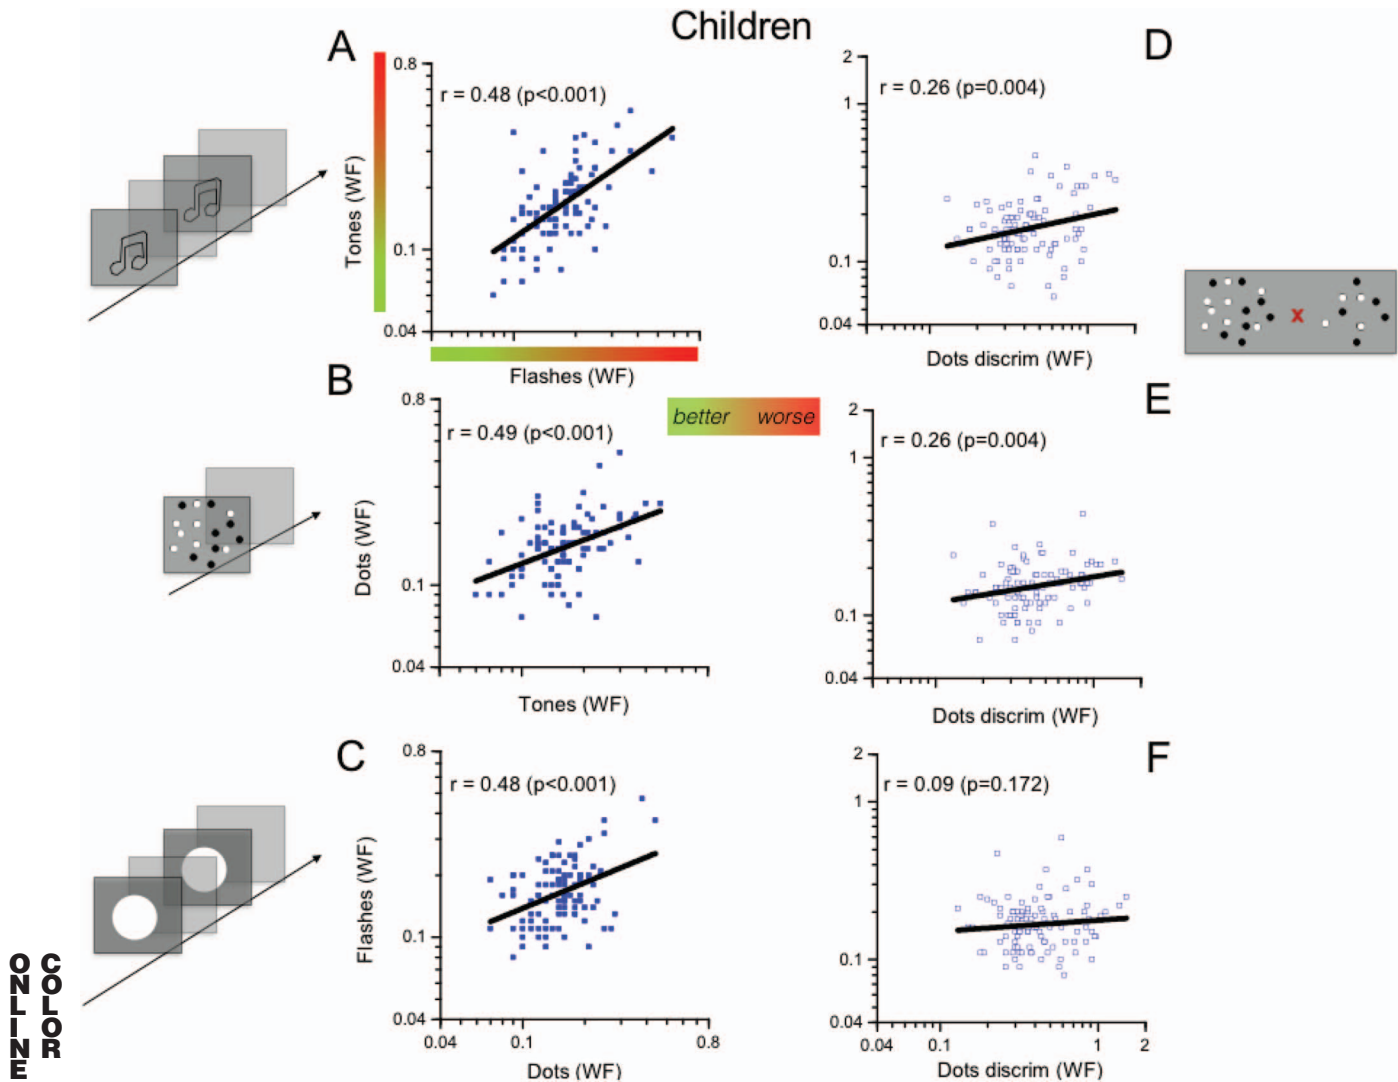 Children
A
0.8
r = 0.48 (p<0.001)
Tones (WF)
0.1
0.04
Flashes (WF)
D
2
r = 0.26 (p=0.004)
1
0.1
0.04
Dots discrim (WF)
X
B
0.8
r = 0.49 (p<0.001)
better worse
Dots (WF)
0.1
0.04
Tones (WF)
E
2
r = 0.26 (p=0.004)
1
0.1
0.04
Dots discrim (WF)
C
0.8
r = 0.48 (p<0.001)
Flashes (WF)
0.1
0.04
0.04 0.1 0.8
Dots (WF)
F
2
r = 0.09 (p=0.172)
1
0.1
0.04
0.04 0.1 1 2
Dots discrim (WF)
ONLINE
COLOR